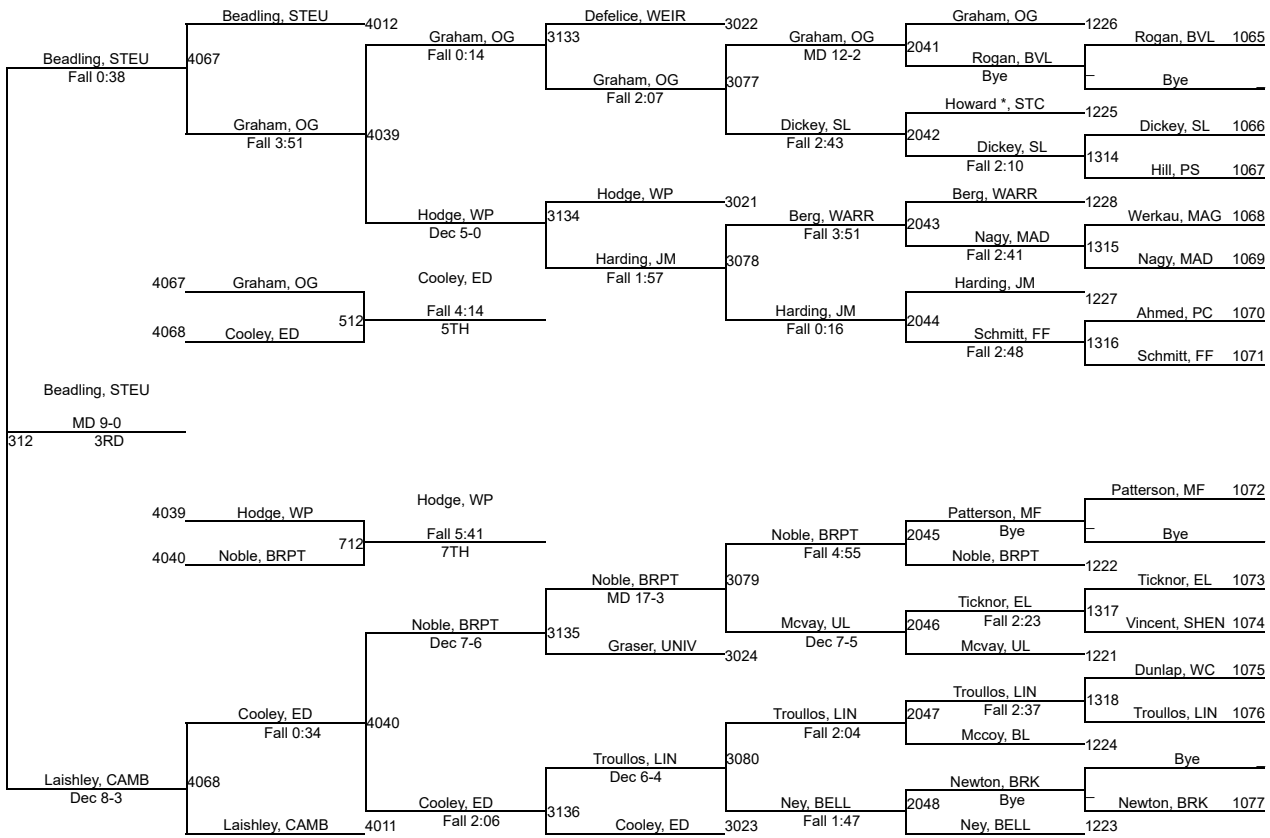 Beadling, STEU
4012
Defelice, WEIR
3022
Graham, OG
1226
Graham, OG
3133
Graham, OG
Rogan, BVL 1065
Beadling, STEU
4067
Fall 0:14
MD 12-2
2041
Rogan, BVL
Fall 0:38
Graham, OG
3077
Bye
_
Bye
_
Fall 2:07
Howard *, STC
1225
Graham, OG
4039
Dickey, SL
2042
Dickey, SL 1066
Fall 3:51
Fall 2:43
Dickey, SL
1314
Fall 2:10
Hill, PS 1067
Hodge, WP
3021
Berg, WARR
1228
Hodge, WP
3134
Berg, WARR
2043
Werkau, MAG 1068
Dec 5-0
Fall 3:51
Nagy, MAD
1315
Harding, JM
3078
Fall 2:41
Nagy, MAD 1069
Fall 1:57
Cooley, ED
4067
Graham, OG
Harding, JM
1227
512
Fall 4:14
Harding, JM
2044
Ahmed, PC 1070
4068
Cooley, ED
5TH
Fall 0:16
Schmitt, FF
1316
Fall 2:48
Schmitt, FF 1071
Beadling, STEU
MD 9-0
312
3RD
Hodge, WP
Patterson, MF 1072
4039
Hodge, WP
Patterson, MF
_
712
Fall 5:41
Noble, BRPT
2045
Bye
Bye
4040
Noble, BRPT
7TH
Fall 4:55
Noble, BRPT
1222
Noble, BRPT
3079
Ticknor, EL 1073
MD 17-3
Ticknor, EL
1317
Noble, BRPT
3135
Mcvay, UL
2046
Fall 2:23
Vincent, SHEN 1074
Dec 7-6
Graser, UNIV
3024
Dec 7-5
Mcvay, UL
1221
Dunlap, WC 1075
Troullos, LIN
1318
Cooley, ED
4040
Troullos, LIN
2047
Fall 2:37
Troullos, LIN 1076
Fall 0:34
Fall 2:04
Mccoy, BL
1224
Troullos, LIN
3080
Bye
_
Laishley, CAMB
4068
Dec 6-4
Newton, BRK
_
Dec 8-3
Cooley, ED
3136
Ney, BELL
2048
Bye
Newton, BRK 1077
Fall 2:06
Fall 1:47
Laishley, CAMB
4011
Cooley, ED
3023
Ney, BELL
1223